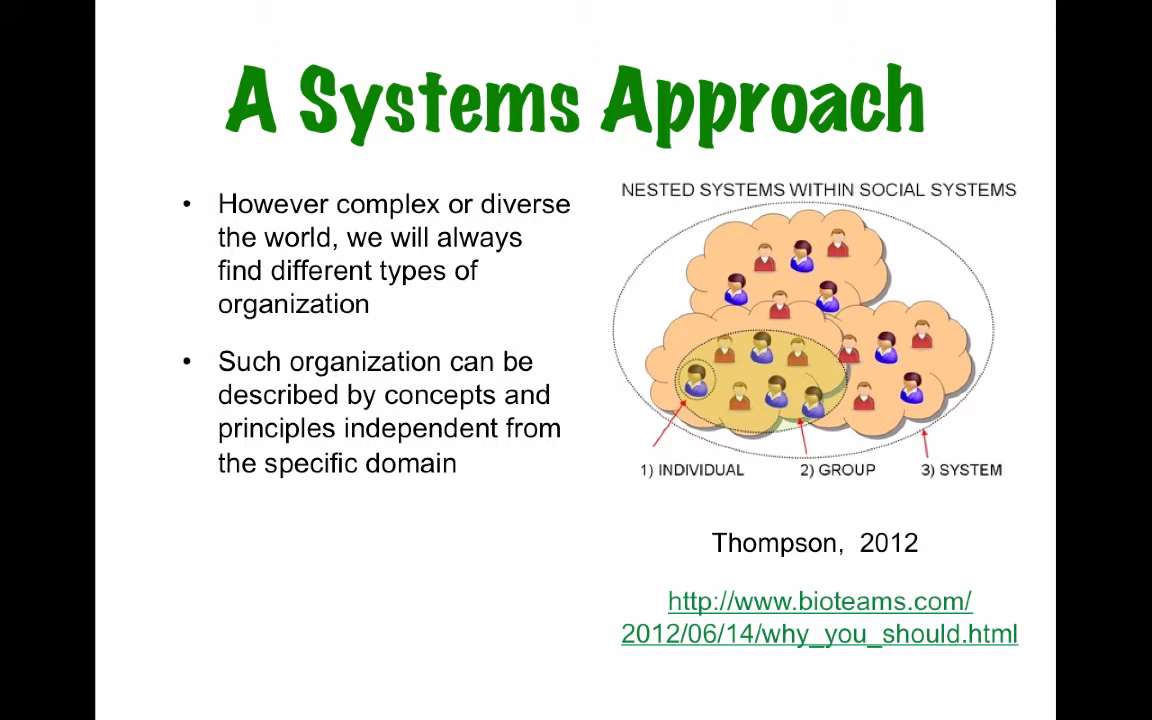 A Systems Approach
• However complex or diverse
the world, we will always
find different types of
organization
• Such organization can be
described by concepts and
principles independent from
the specific domain
NESTED SYSTEMS WITHIN SOCIAL SYSTEMS
1) INDIVIDUAL
2) GROUP
3) SYSTEM
Thompson, 2012
http://www.bioteams.com/
2012/06/14/why_you_should.html